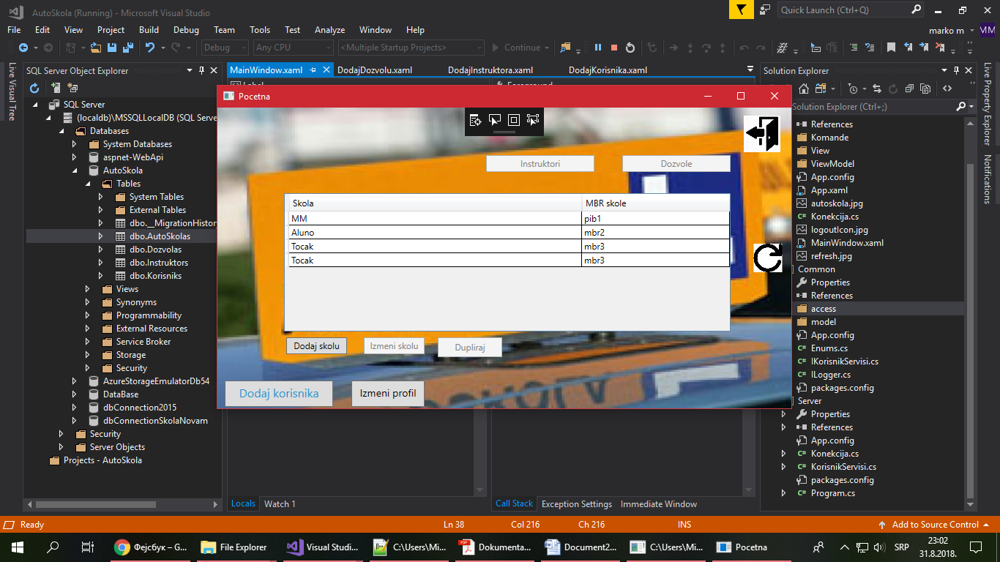 AutoSkola (Running) - Microsoft Visual Studio
Quick Launch (Ctrl+Q)
File Edit View Project Build Debug Team Tools Test Analyze Window Help
marko m MM
Debug Any CPU <Multiple Startup Projects> Continue
Live Visual Tree
SQL Server Object Explorer
MainWindow.xaml DodajDozvolu.xaml DodajInstruktora.xaml DodajKorisnika.xaml
SQL Server
(localdb)\MSSQLLocalDB (SQL Serve
Databases
System Databases
aspnet-WebApi
AutoSkola
Tables
System Tables
External Tables
dbo.__MigrationHistor
dbo.AutoSkolas
dbo.Dozvolas
dbo.Instruktors
dbo.Korisniks
Views
Synonyms
Programmability
External Resources
Service Broker
Storage
Security
AzureStorageEmulatorDb54
DataBase
dbConnection2015
dbConnectionSkolaNovam
Security
Server Objects
Projects - AutoSkola
Pocetna
Instruktori Dozvole
Skola MBR skole
MM pib1
Aluno mbr2
Tocak mbr3
Tocak mbr3
Dodaj skolu Izmeni skolu Dupliraj
Dodaj korisnika Izmeni profil
Locals Watch 1
Call Stack Exception Settings Immediate Window
Solution Explorer
Solution Explorer (Ctrl+;)
References
Komande
View
ViewModel
App.config
App.xaml
autoskola.jpg
Konekcija.cs
logoutIcon.jpg
MainWindow.xaml
refresh.jpg
Common
Properties
References
access
model
App.config
Enums.cs
IKorisnikServisi.cs
ILogger.cs
packages.config
Server
Properties
References
App.config
Konekcija.cs
KorisnikServisi.cs
packages.config
Program.cs
Live Property Explorer
Notifications
Ready Ln 38 Col 216 Ch 216 INS Add to Source Control
Фејсбук – G... File Explorer Visual Studi... C:\Users\Mi... Dokumenta... Document2... C:\Users\Mi... Pocetna SRP
23:02
31.8.2018.